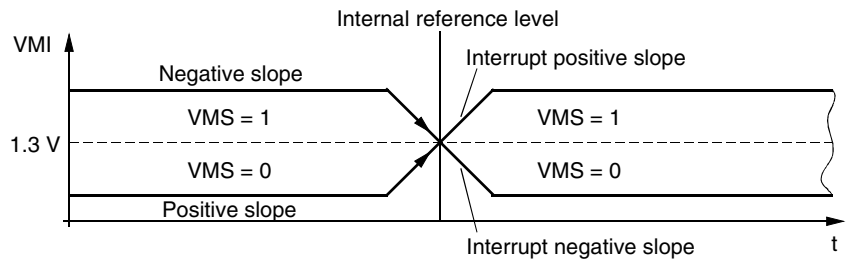 Internal reference level
VMI
Negative slope
Interrupt positive slope
VMS = 1
VMS = 1
1.3 V
VMS = 0
VMS = 0
Positive slope
Interrupt negative slope
t